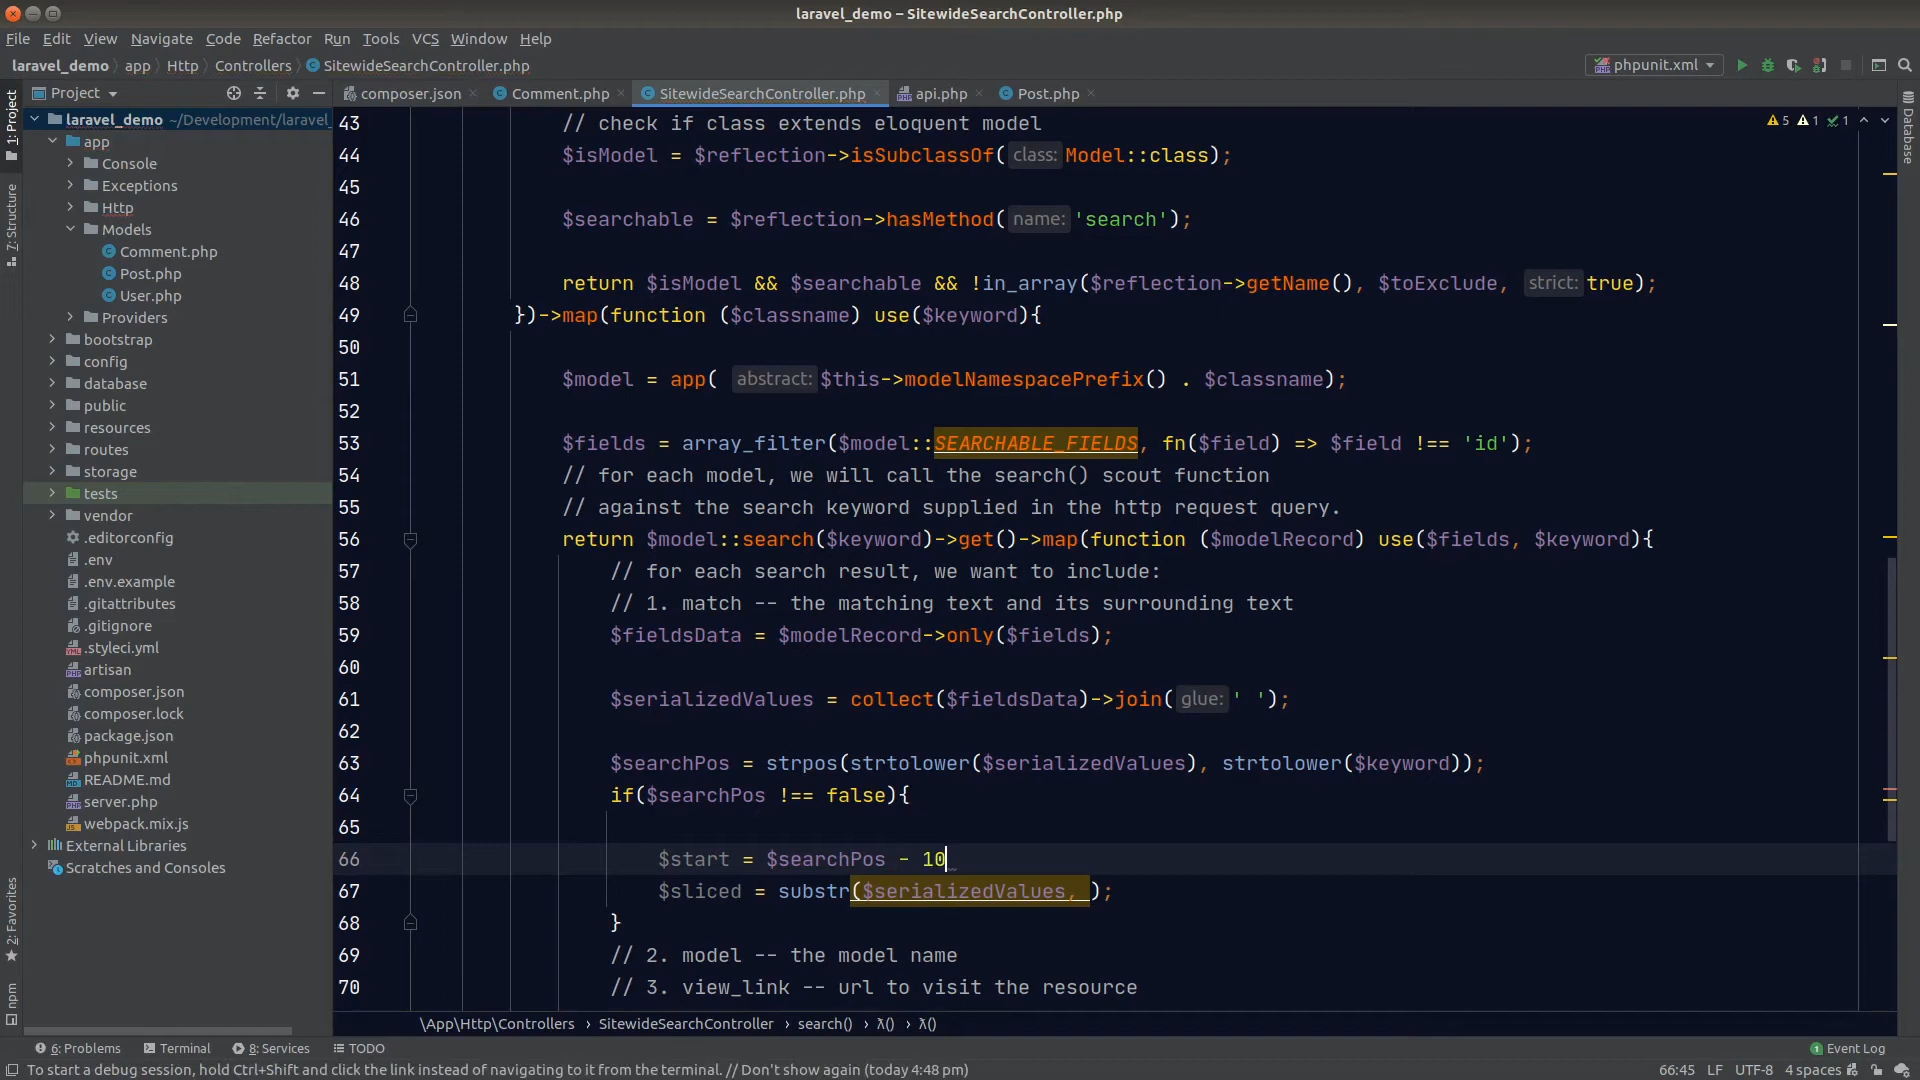 laravel_demo – SitewideSearchController.php
File Edit View Navigate Code Refactor Run Tools VCS Window Help
laravel_demo app Http Controllers SitewideSearchController.php phpunit.xml
Project composer.json Comment.php SitewideSearchController.php api.php Post.php
1: Project
7: Structure
2: Favorites
npm
Database
laravel_demo ~/Development/laravel_
app
Console
Exceptions
Http
Models
Comment.php
Post.php
User.php
Providers
bootstrap
config
database
public
resources
routes
storage
tests
vendor
.editorconfig
.env
.env.example
.gitattributes
.gitignore
.styleci.yml
artisan
composer.json
composer.lock
package.json
phpunit.xml
README.md
server.php
webpack.mix.js
External Libraries
Scratches and Consoles
5 1 1
43 // check if class extends eloquent model
44 $isModel = $reflection->isSubclassOf( class: Model::class);
45
46 $searchable = $reflection->hasMethod( name: 'search');
47
48 return $isModel && $searchable && !in_array($reflection->getName(), $toExclude, strict: true);
49 })->map(function ($classname) use($keyword){
50
51 $model = app( abstract: $this->modelNamespacePrefix() . $classname);
52
53 $fields = array_filter($model::SEARCHABLE_FIELDS, fn($field) => $field !== 'id');
54 // for each model, we will call the search() scout function
55 // against the search keyword supplied in the http request query.
56 return $model::search($keyword)->get()->map(function ($modelRecord) use($fields, $keyword){
57 // for each search result, we want to include:
58 // 1. match -- the matching text and its surrounding text
59 $fieldsData = $modelRecord->only($fields);
60
61 $serializedValues = collect($fieldsData)->join( glue: ' ');
62
63 $searchPos = strpos(strtolower($serializedValues), strtolower($keyword));
64 if($searchPos !== false){
65
66 $start = $searchPos - 10
67 $sliced = substr($serializedValues, );
68 }
69 // 2. model -- the model name
70 // 3. view_link -- url to visit the resource
\App\Http\Controllers › SitewideSearchController › search() › λ() › λ()
6: Problems Terminal 8: Services TODO 1 Event Log
To start a debug session, hold Ctrl+Shift and click the link instead of navigating to it from the terminal. // Don't show again (today 4:48 pm) 66:45 LF UTF-8 4 spaces